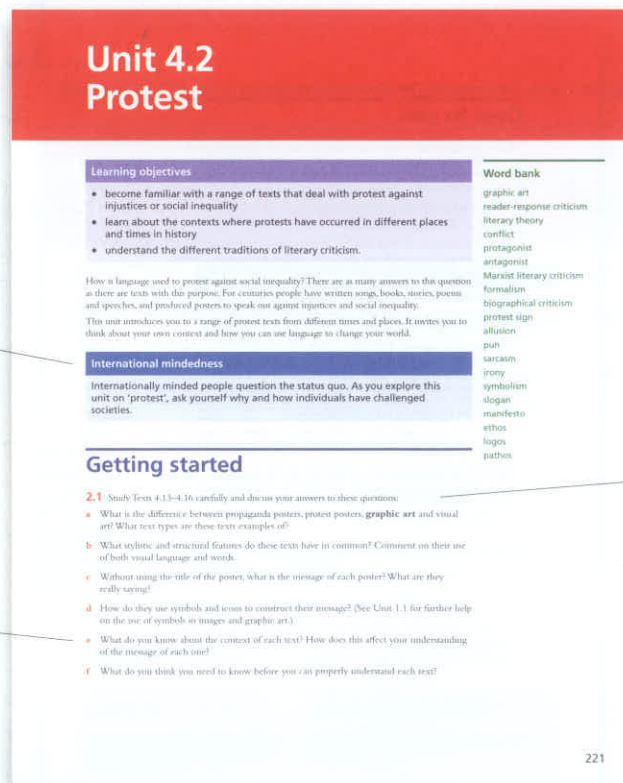 Unit 4.2
Protest
Learning objectives
• become familiar with a range of texts that deal with protest against
injustices or social inequality
• learn about the contexts where protests have occurred in different places
and times in history
• understand the different traditions of literary criticism.
How is language used to protest against social inequality? There are as many answers to this question
as there are texts with this purpose. For centuries people have written songs, books, stories, poems
and speeches, and produced posters to speak out against injustices and social inequality.
This unit introduces you to a range of protest texts from different times and places. It invites you to
think about your own context and how you can use language to change your world.
International mindedness
Internationally minded people question the status quo. As you explore this
unit on 'protest', ask yourself why and how individuals have challenged
societies.
Word bank
graphic art
reader-response criticism
literary theory
conflict
protagonist
antagonist
Marxist literary criticism
formalism
biographical criticism
protest sign
allusion
pun
sarcasm
irony
symbolism
slogan
manifesto
ethos
logos
pathos
Getting started
2.1 Study Texts 4.13–4.16 carefully and discuss your answers to these questions:
a What is the difference between propaganda posters, protest posters, graphic art and visual
art? What text types are these texts examples of?
b What stylistic and structural features do these texts have in common? Comment on their use
of both visual language and words.
c Without using the title of the poster, what is the message of each poster? What are they
really saying?
d How do they use symbols and icons to construct their message? (See Unit 1.1 for further help
on the use of symbols in images and graphic art.)
e What do you know about the context of each text? How does this affect your understanding
of the message of each one?
f What do you think you need to know before you can properly understand each text?
221